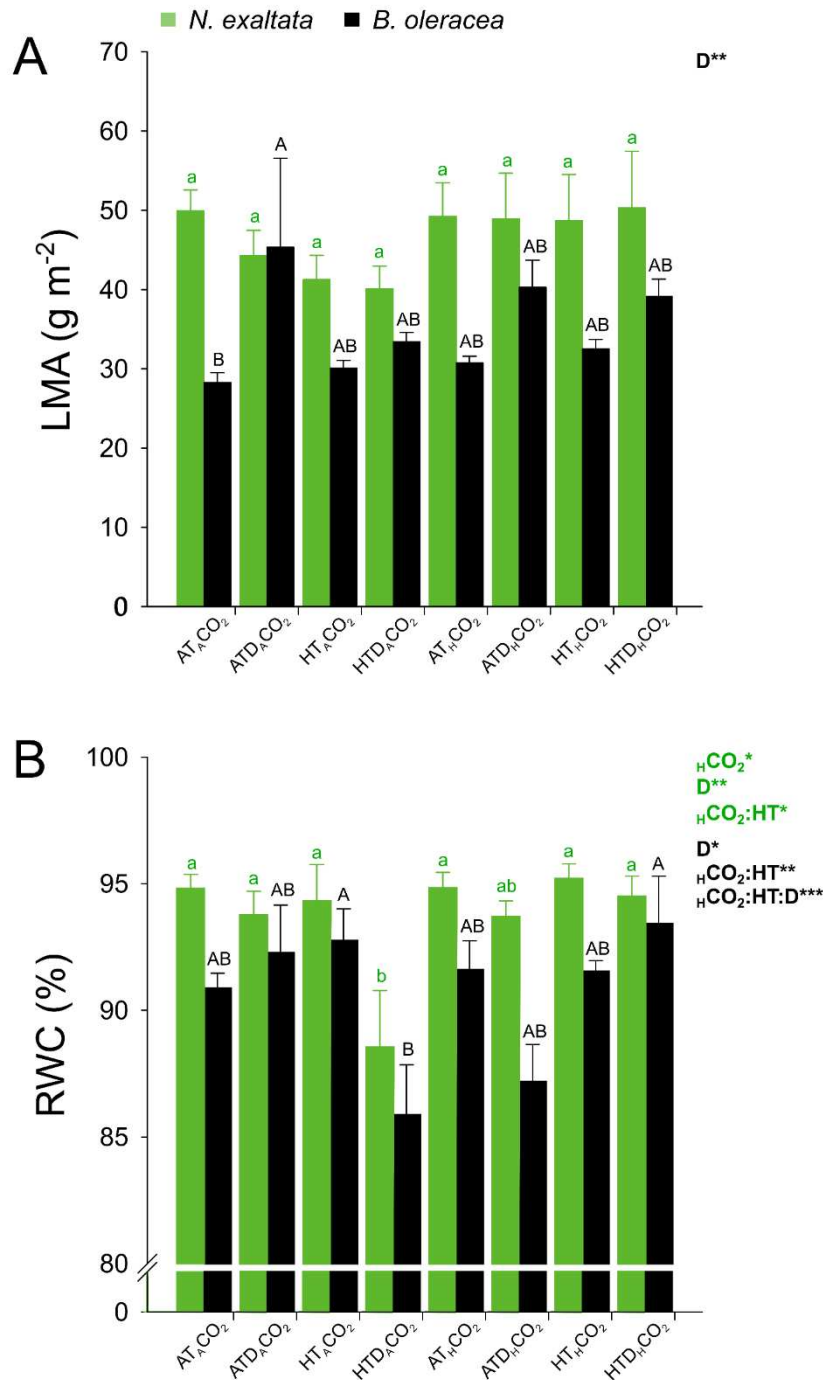 N. exaltata B. oleracea
A
D**
LMA (g m⁻²)
70
60
50
40
30
20
10
0
a a a a a a a a
B A AB AB AB AB AB AB
ATₐCO₂ ATDₐCO₂ HTₐCO₂ HTDₐCO₂ ATₕCO₂ ATDₕCO₂ HTₕCO₂ HTDₕCO₂
B
ₕCO₂*
D**
ₕCO₂:HT*
D*
ₕCO₂:HT**
ₕCO₂:HT:D***
RWC (%)
100
95
90
85
80
0
a a a b a ab a a
AB AB A B AB AB AB A
ATₐCO₂ ATDₐCO₂ HTₐCO₂ HTDₐCO₂ ATₕCO₂ ATDₕCO₂ HTₕCO₂ HTDₕCO₂